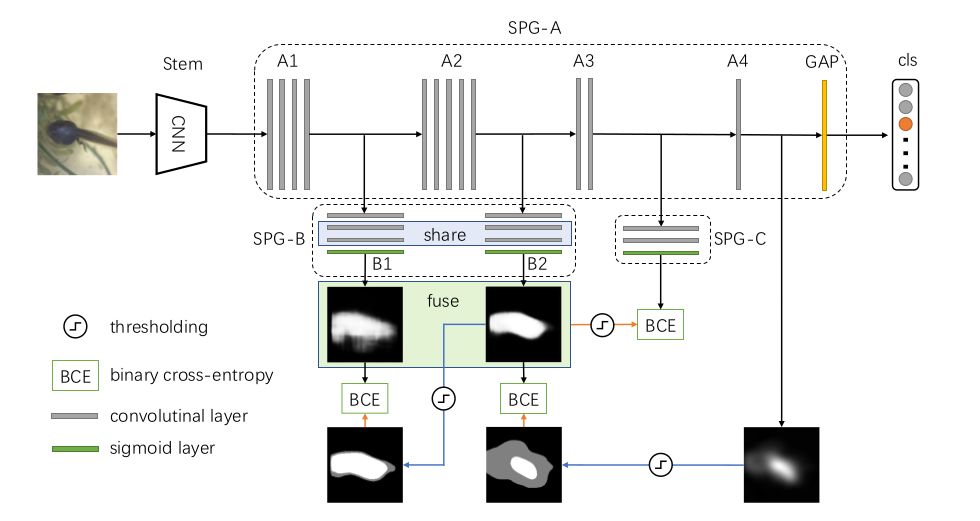 SPG-A
Stem
A1
A2
A3
A4
GAP
cls
CNN
SPG-B
share
SPG-C
B1
B2
fuse
BCE
thresholding
BCE
binary cross-entropy
BCE
BCE
convolutinal layer
sigmoid layer